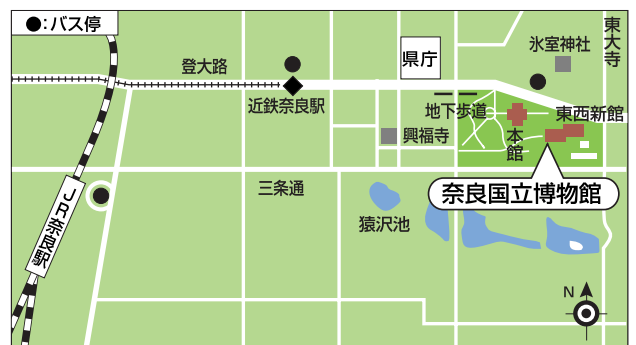 ●:バス停
東大寺
氷室神社
県庁
登大路
近鉄奈良駅
地下歩道
東西新館
本館
興福寺
奈良国立博物館
三条通
JR奈良駅
猿沢池
N